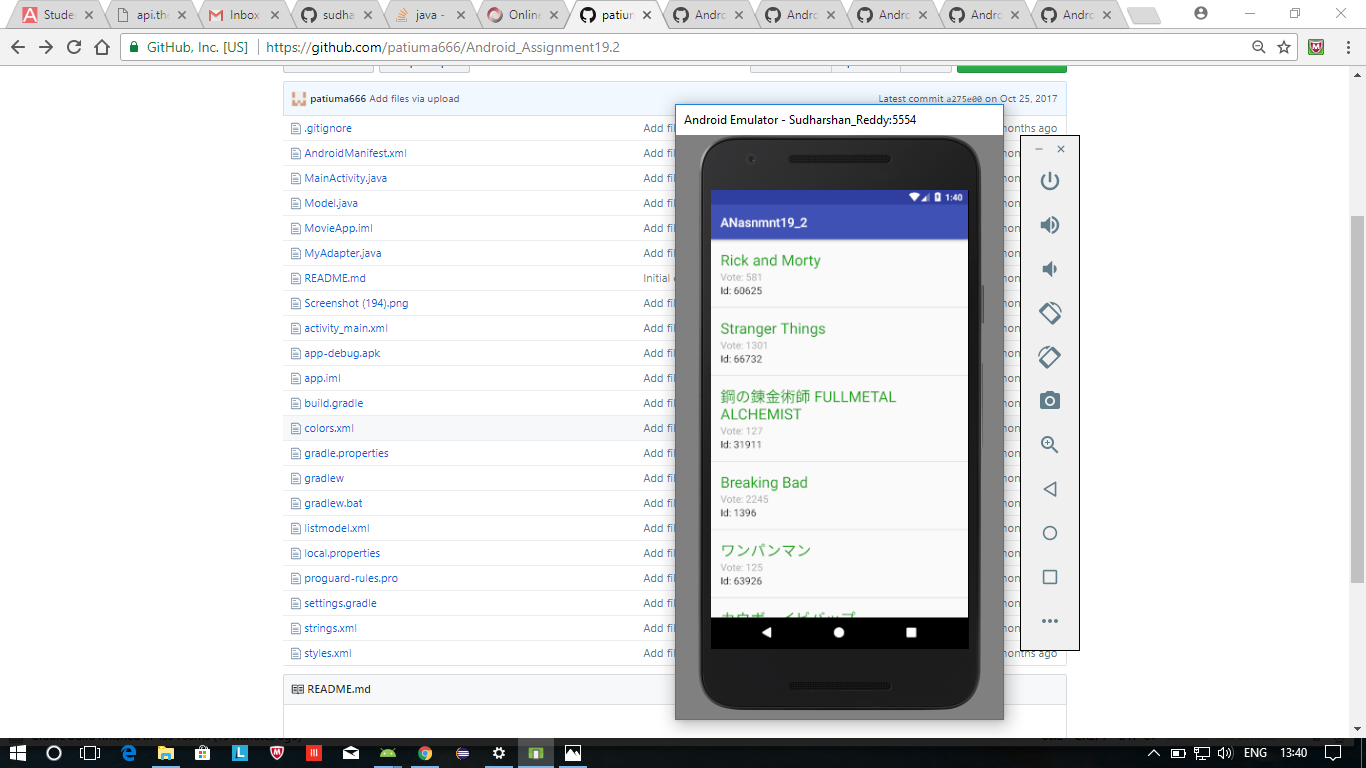 Studen
api.the
Inbox
sudha
java -
Online
patium
Andro
Andro
Andro
Andro
Andro
GitHub, Inc. [US]
https://github.com/patiuma666/Android_Assignment19.2
patiuma666 Add files via upload
Latest commit a275e00 on Oct 25, 2017
.gitignore
Add fil
months ago
AndroidManifest.xml
Add fil
MainActivity.java
Add fil
Model.java
Add fil
MovieApp.iml
Add fil
MyAdapter.java
Add fil
README.md
Initial
Screenshot (194).png
Add fil
activity_main.xml
Add fil
app-debug.apk
Add fil
app.iml
Add fil
build.gradle
Add fil
colors.xml
Add fil
gradle.properties
Add fil
gradlew
Add fil
gradlew.bat
Add fil
listmodel.xml
Add fil
local.properties
Add fil
proguard-rules.pro
Add fil
settings.gradle
Add fil
strings.xml
Add fil
styles.xml
Add fil
months ago
README.md
Android Emulator - Sudharshan_Reddy:5554
1:40
ANasnmnt19_2
Rick and Morty
Vote: 581
Id: 60625
Stranger Things
Vote: 1301
Id: 66732
鋼の錬金術師 FULLMETAL
ALCHEMIST
Vote: 127
Id: 31911
Breaking Bad
Vote: 2245
Id: 1396
ワンパンマン
Vote: 125
Id: 63926
ENG
13:40